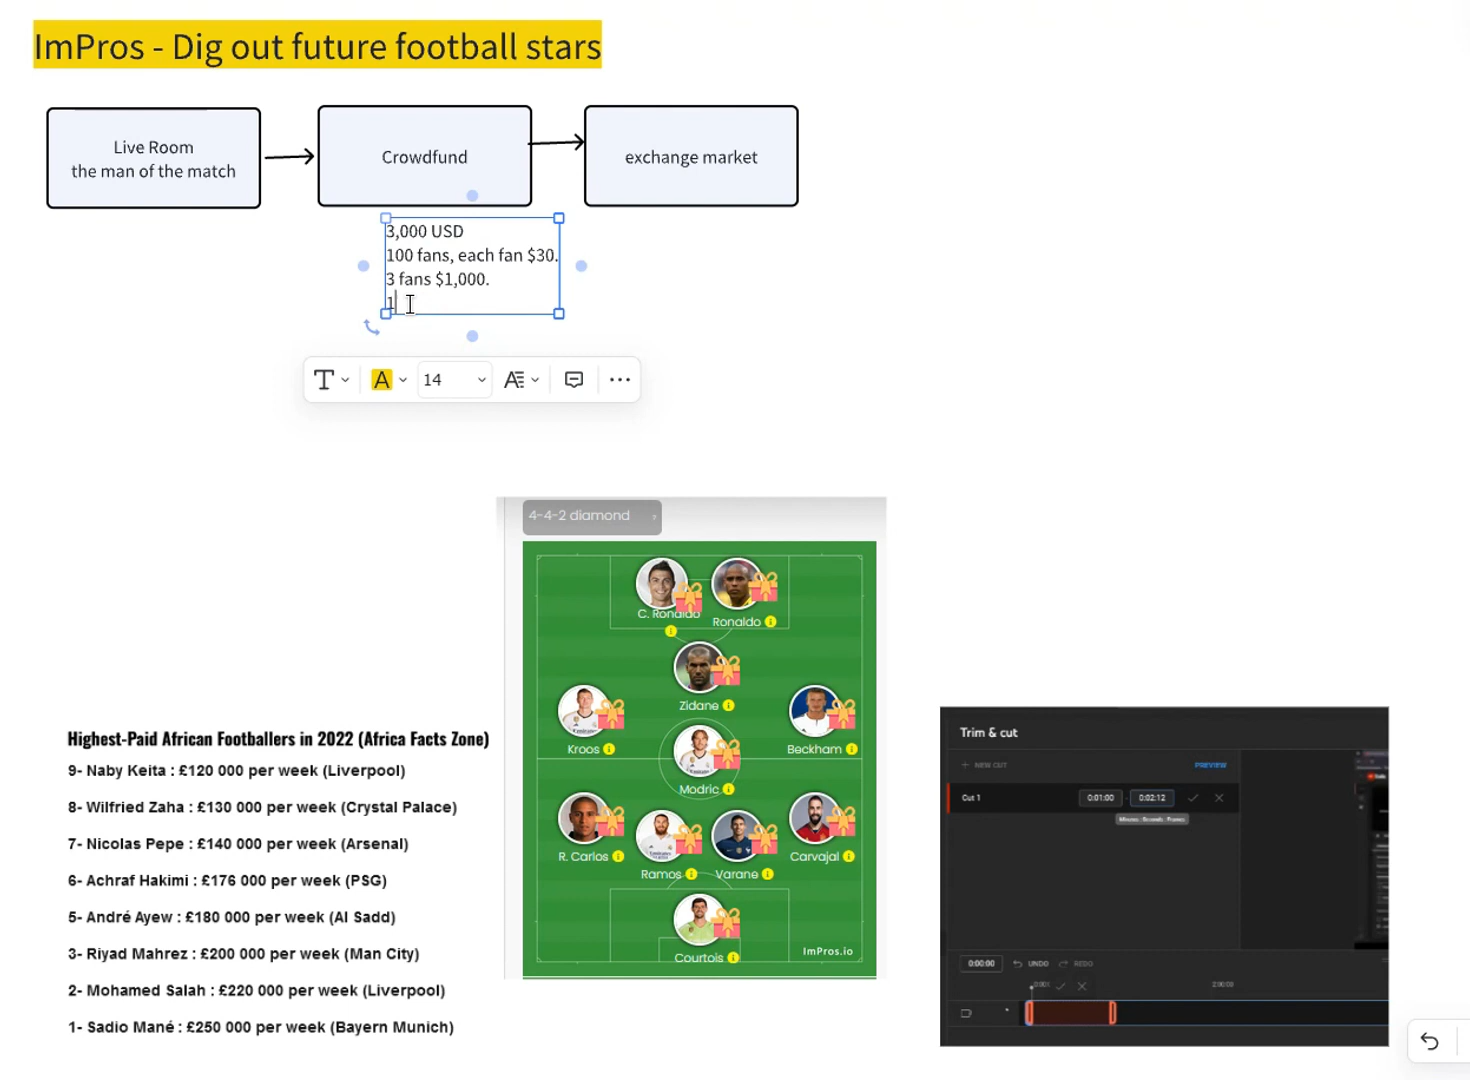 ImPros - Dig out future football stars
Live Room
the man of the match
Crowdfund
exchange market
3,000 USD
100 fans, each fan $30.
3 fans $1,000.
1
14
4-4-2 diamond
C. Ronaldo
Ronaldo
Zidane
Kroos
Beckham
Modric
R. Carlos
Ramos
Varane
Carvajal
Courtois
ImPros.io
Highest-Paid African Footballers in 2022 (Africa Facts Zone)
9- Naby Keita : £120 000 per week (Liverpool)
8- Wilfried Zaha : £130 000 per week (Crystal Palace)
7- Nicolas Pepe : £140 000 per week (Arsenal)
6- Achraf Hakimi : £176 000 per week (PSG)
5- André Ayew : £180 000 per week (Al Sadd)
3- Riyad Mahrez : £200 000 per week (Man City)
2- Mohamed Salah : £220 000 per week (Liverpool)
1- Sadio Mané : £250 000 per week (Bayern Munich)
Trim & cut
+ NEW CUT
PREVIEW
Cut 1
0:01:00
0:02:12
0:00:00
UNDO
REDO